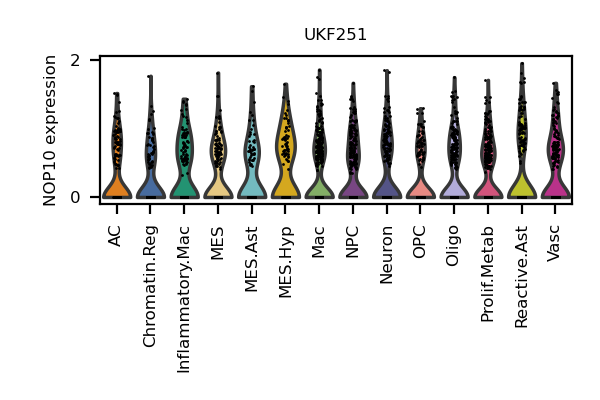 UKF251
NOP10 expression
2
0
AC
Chromatin.Reg
Inflammatory.Mac
MES
MES.Ast
MES.Hyp
Mac
NPC
Neuron
OPC
Oligo
Prolif.Metab
Reactive.Ast
Vasc